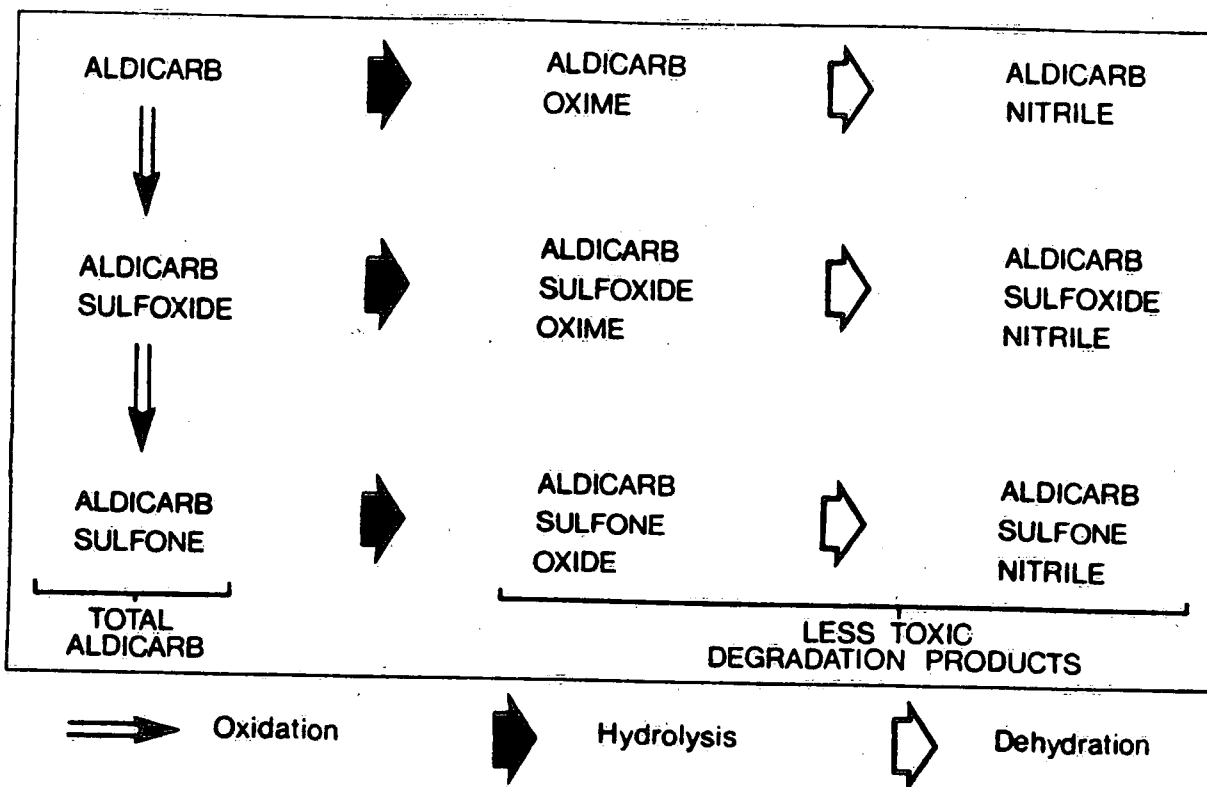 ALDICARB
ALDICARB
OXIME
ALDICARB
NITRILE
ALDICARB
SULFOXIDE
ALDICARB
SULFOXIDE
OXIME
ALDICARB
SULFOXIDE
NITRILE
ALDICARB
SULFONE
ALDICARB
SULFONE
OXIDE
ALDICARB
SULFONE
NITRILE
TOTAL
ALDICARB
LESS TOXIC
DEGRADATION PRODUCTS
Oxidation
Hydrolysis
Dehydration